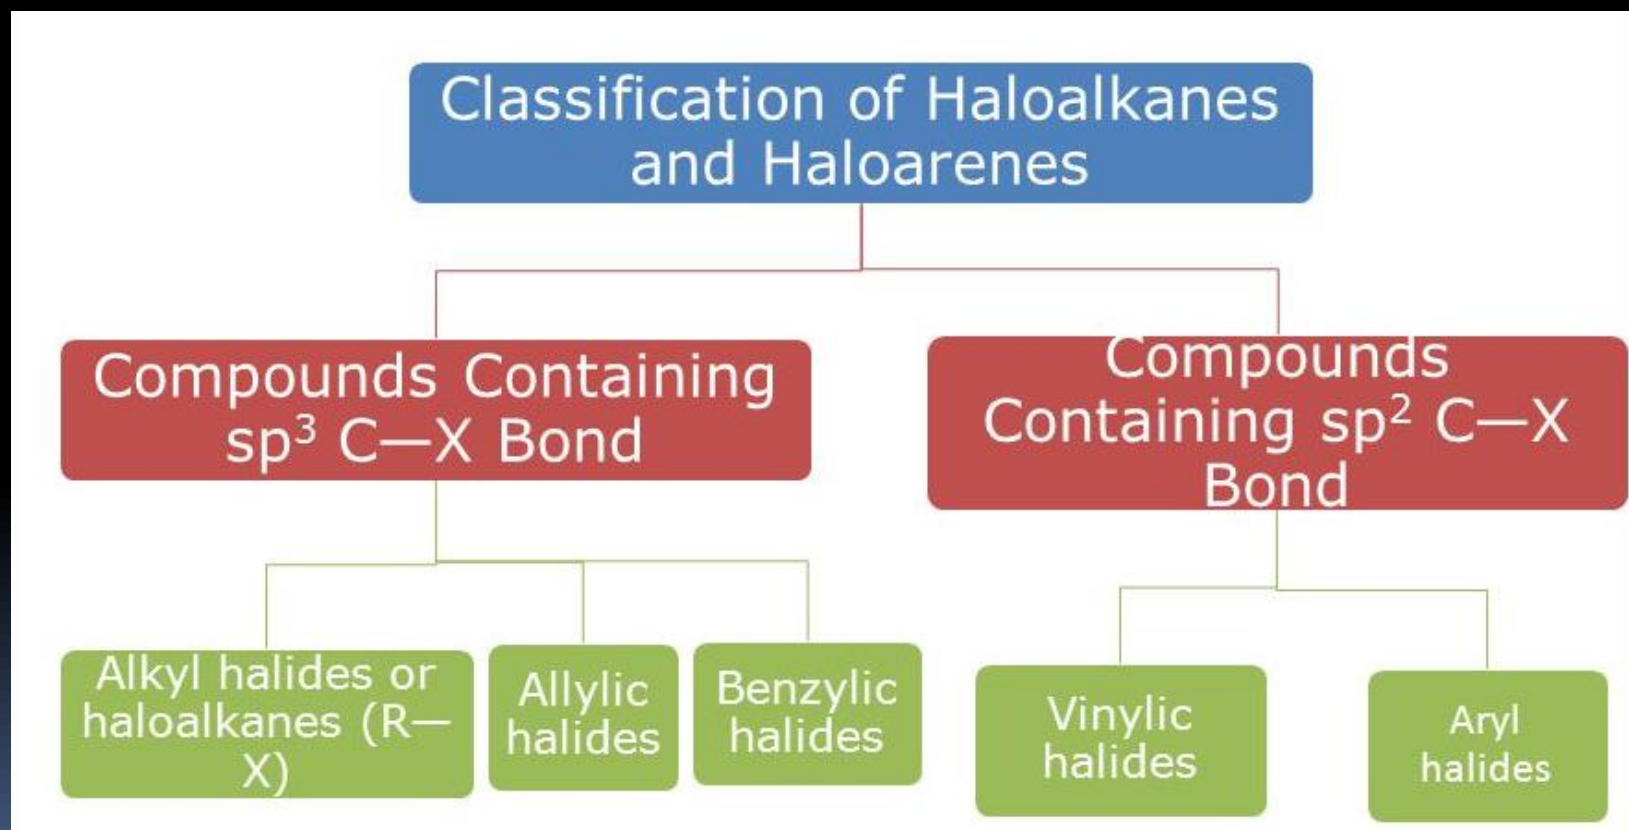 Classification of Haloalkanes
and Haloarenes
Compounds Containing
sp³ C—X Bond
Compounds
Containing sp² C—X
Bond
Alkyl halides or
haloalkanes (R—
X)
Allylic
halides
Benzylic
halides
Vinylic
halides
Aryl
halides